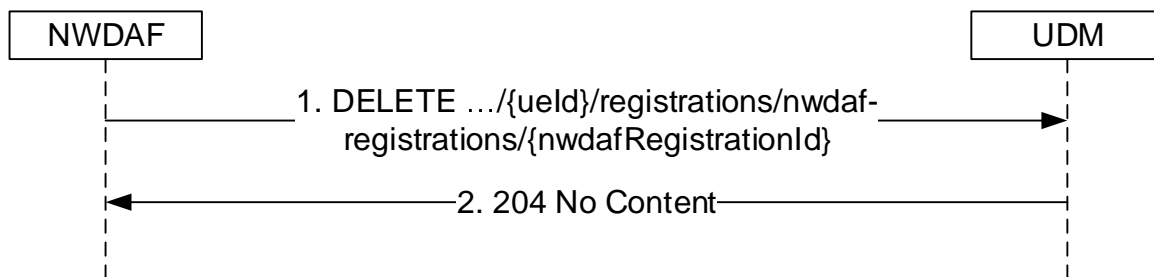 NWDAF
UDM
1. DELETE …/{ueId}/registrations/nwdaf-
registrations/{nwdafRegistrationId}
2. 204 No Content